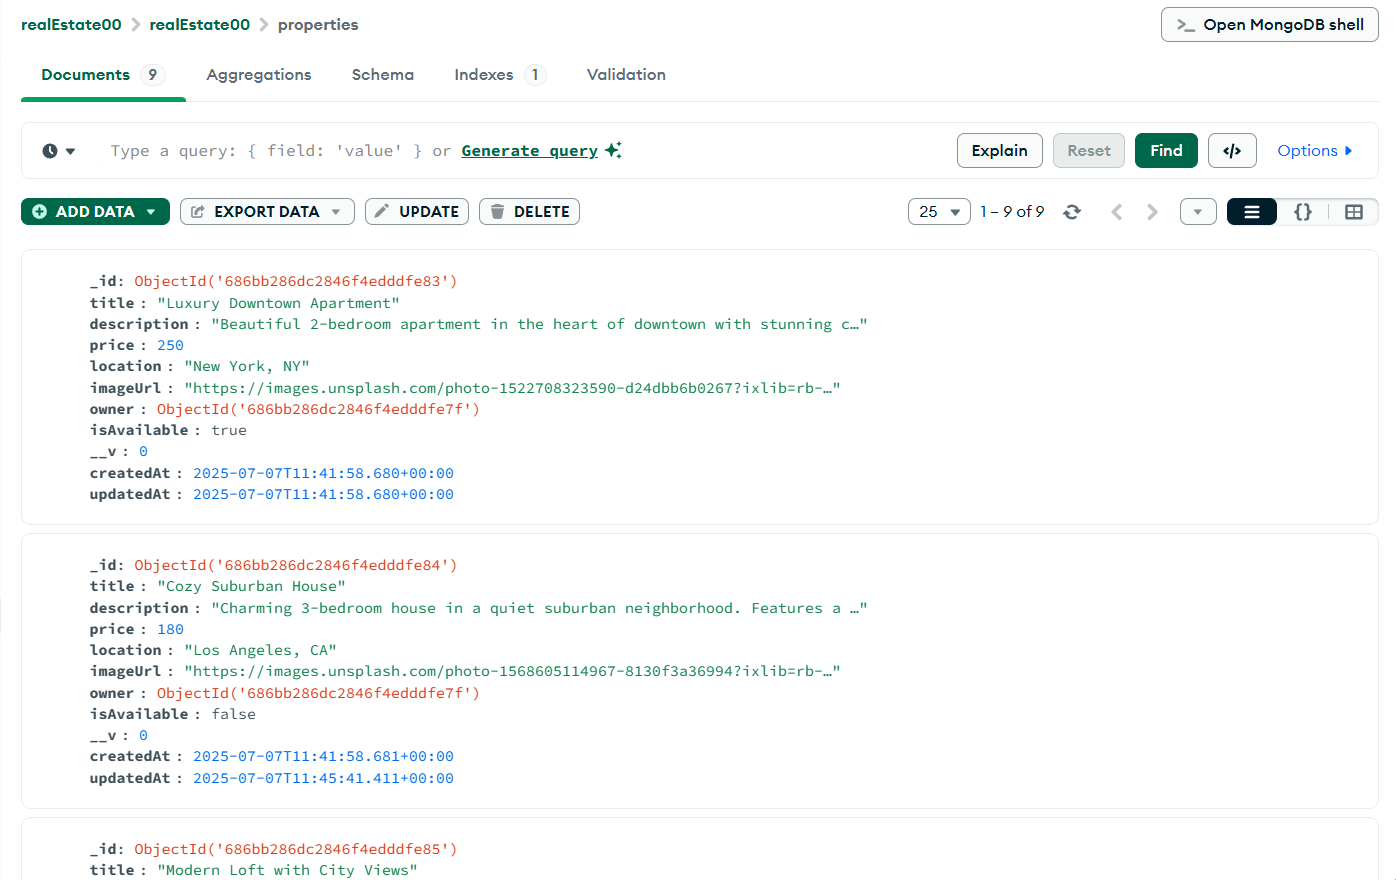 realEstate00 > realEstate00 > properties
>_ Open MongoDB shell
Documents 9 Aggregations Schema Indexes 1 Validation
Type a query: { field: 'value' } or Generate query
Explain Reset Find </> Options
ADD DATA EXPORT DATA UPDATE DELETE 25 1 – 9 of 9 {}
_id: ObjectId('686bb286dc2846f4edddfe83')
title : "Luxury Downtown Apartment"
description : "Beautiful 2-bedroom apartment in the heart of downtown with stunning c…"
price : 250
location : "New York, NY"
imageUrl : "https://images.unsplash.com/photo-1522708323590-d24dbb6b0267?ixlib=rb-…"
owner : ObjectId('686bb286dc2846f4edddfe7f')
isAvailable : true
__v : 0
createdAt : 2025-07-07T11:41:58.680+00:00
updatedAt : 2025-07-07T11:41:58.680+00:00
_id: ObjectId('686bb286dc2846f4edddfe84')
title : "Cozy Suburban House"
description : "Charming 3-bedroom house in a quiet suburban neighborhood. Features a …"
price : 180
location : "Los Angeles, CA"
imageUrl : "https://images.unsplash.com/photo-1568605114967-8130f3a36994?ixlib=rb-…"
owner : ObjectId('686bb286dc2846f4edddfe7f')
isAvailable : false
__v : 0
createdAt : 2025-07-07T11:41:58.681+00:00
updatedAt : 2025-07-07T11:45:41.411+00:00
_id: ObjectId('686bb286dc2846f4edddfe85')
title : "Modern Loft with City Views"